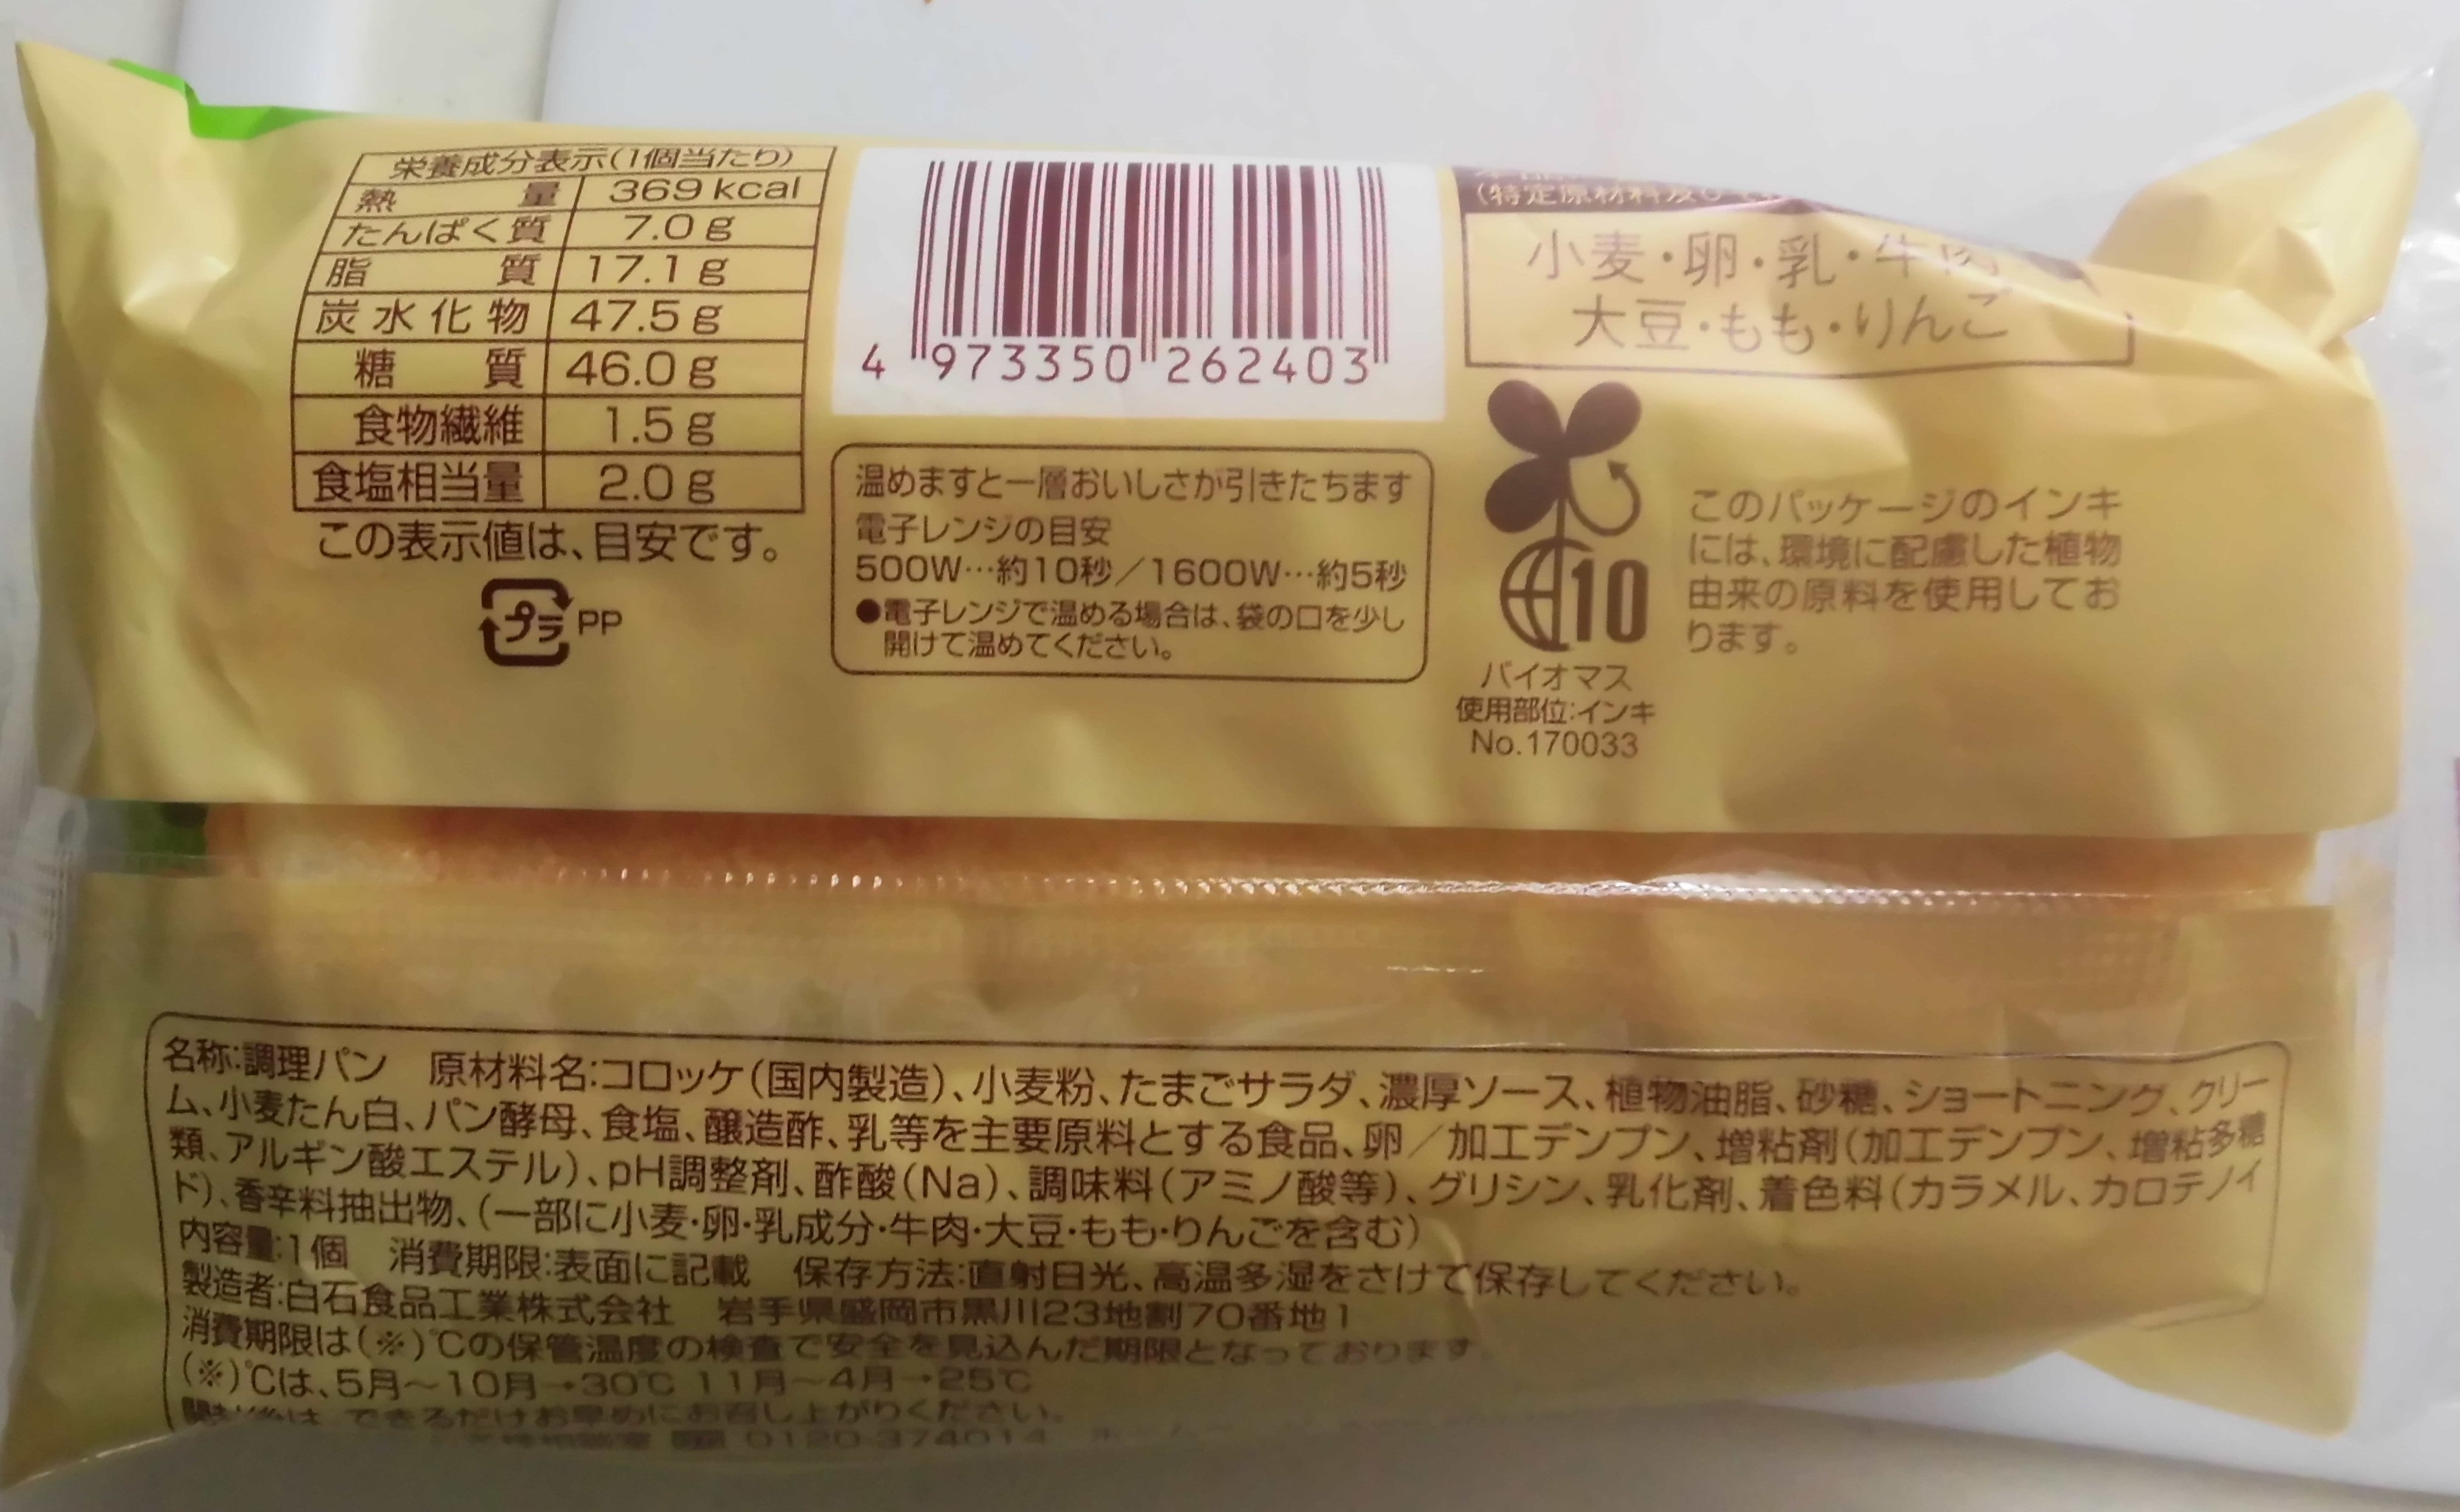 栄養成分表示(1個当たり)
熱量 369kcal
たんぱく質 7.0g
脂質 17.1g
炭水化物 47.5g
糖質 46.0g
食物繊維 1.5g
食塩相当量 2.0g
この表示値は、目安です。
プラ PP
4 973350 262403
温めますと一層おいしさが引きたちます
電子レンジの目安
500W…約10秒/1600W…約5秒
●電子レンジで温める場合は、袋の口を少し
開けて温めてください。
(特定原材料及び
小麦・卵・乳・牛肉
大豆・もも・りんご
10
バイオマス
使用部位:インキ
No.170033
このパッケージのインキ
には、環境に配慮した植物
由来の原料を使用してお
ります。
名称:調理パン 原材料名:コロッケ(国内製造)、小麦粉、たまごサラダ、濃厚ソース、植物油脂、砂糖、ショートニング、クリー
ム、小麦たん白、パン酵母、食塩、醸造酢、乳等を主要原料とする食品、卵/加工デンプン、増粘剤(加工デンプン、増粘多糖
類、アルギン酸エステル)、pH調整剤、酢酸(Na)、調味料(アミノ酸等)、グリシン、乳化剤、着色料(カラメル、カロテノイ
ド)、香辛料抽出物、(一部に小麦・卵・乳成分・牛肉・大豆・もも・りんごを含む)
内容量:1個 消費期限:表面に記載 保存方法:直射日光、高温多湿をさけて保存してください。
製造者:白石食品工業株式会社 岩手県盛岡市黒川23地割70番地1
消費期限は(※)℃の保管温度の検査で安全を見込んだ期限となっております。
(※)℃は、5月~10月→30℃ 11月~4月→25℃
開封後は、できるだけお早めにお召し上がりください。
0120-374014